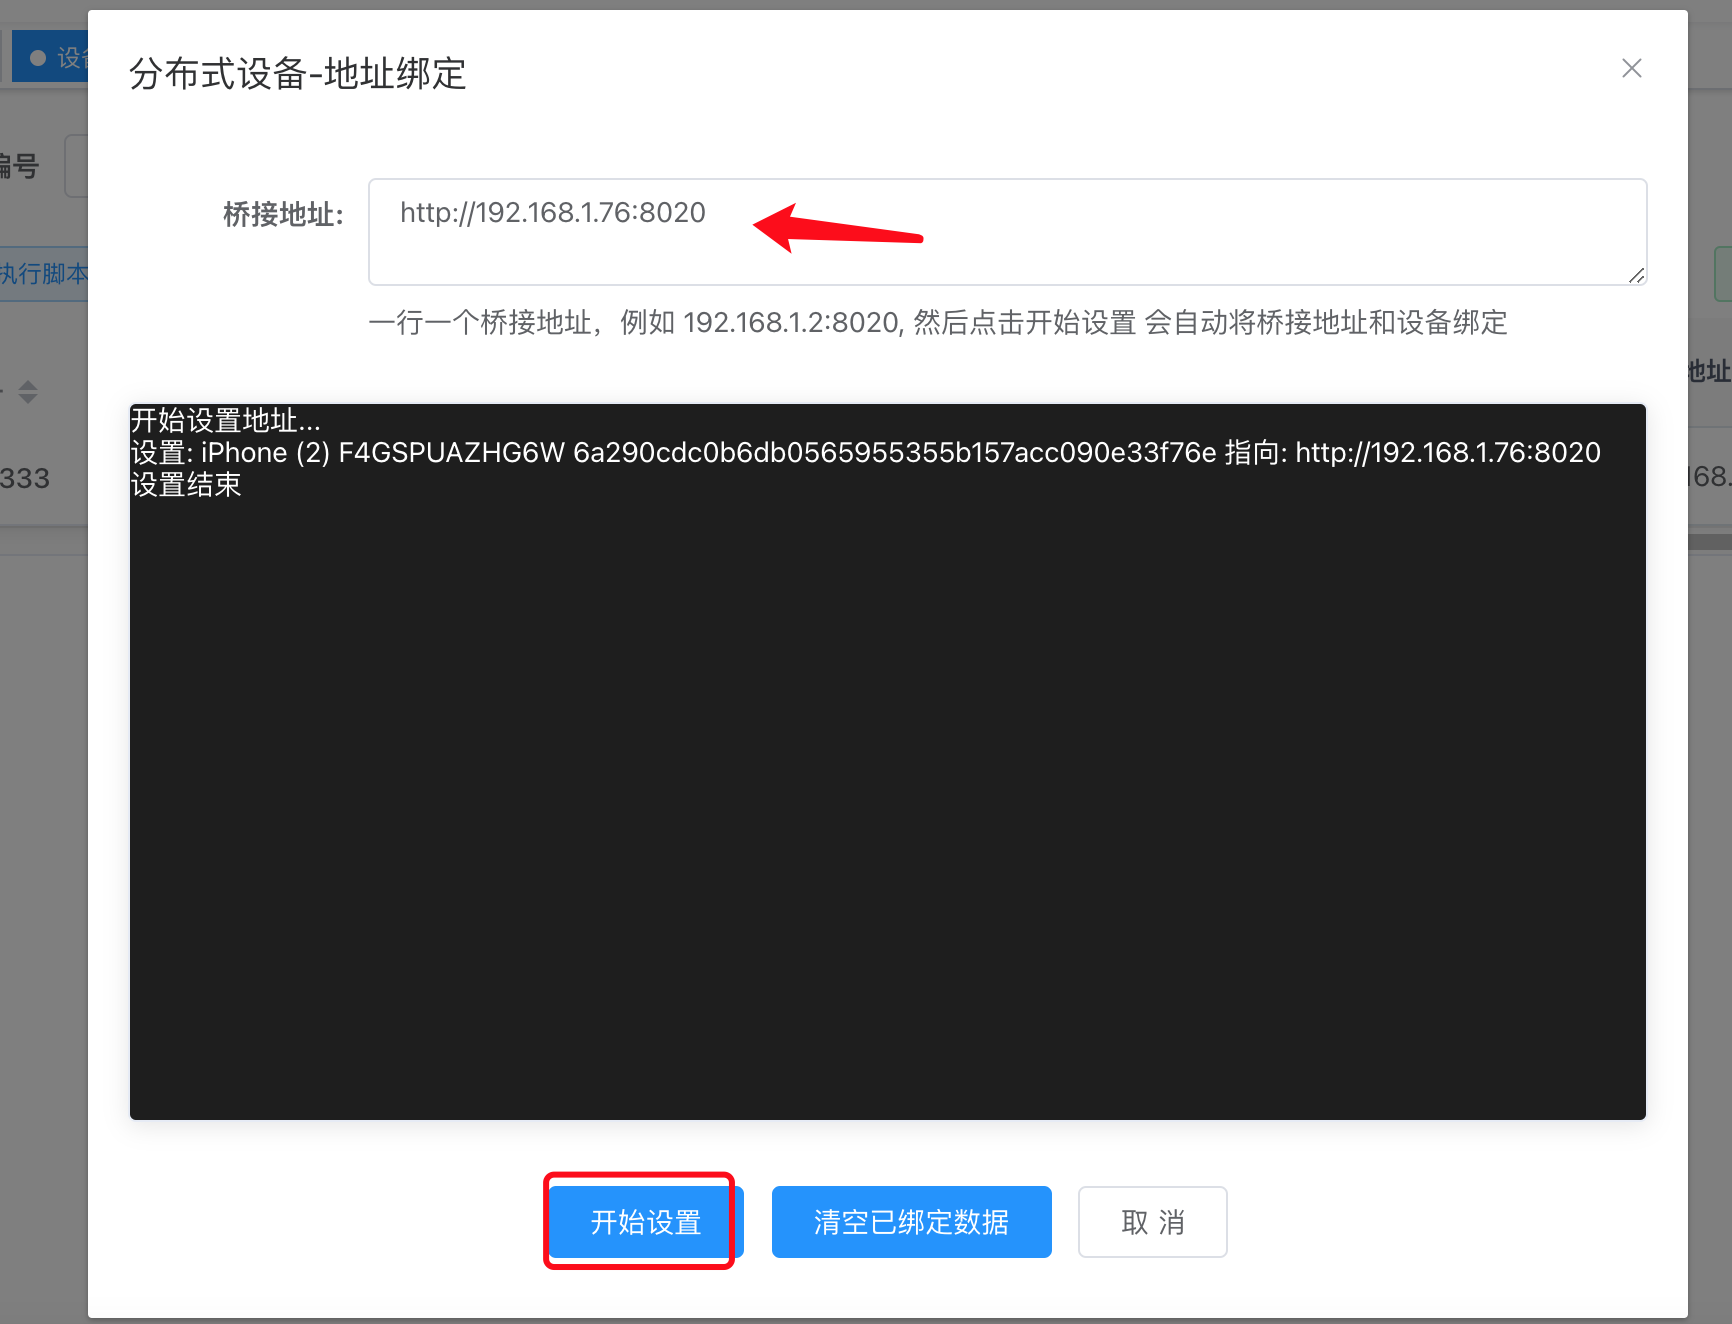 分布式设备-地址绑定
设
编号
桥接地址:
http://192.168.1.76:8020
执行脚本
一行一个桥接地址，例如 192.168.1.2:8020, 然后点击开始设置 会自动将桥接地址和设备绑定
地址
开始设置地址...
设置: iPhone (2) F4GSPUAZHG6W 6a290cdc0b6db0565955355b157acc090e33f76e 指向: http://192.168.1.76:8020
333
168.
设置结束
开始设置
清空已绑定数据
取 消